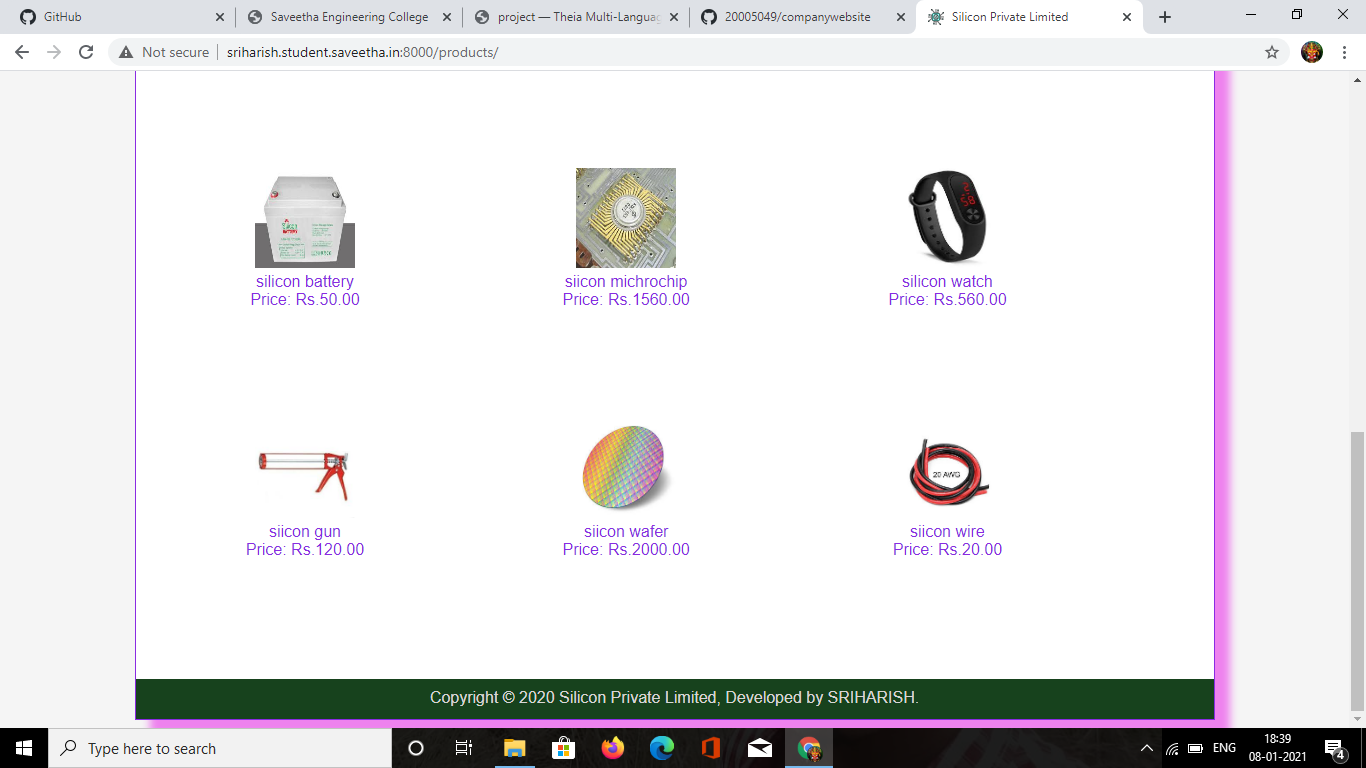 GitHub
Saveetha Engineering College
project — Theia Multi-Languag
20005049/companywebsite
Silicon Private Limited
Not secure
sriharish.student.saveetha.in:8000/products/
silicon battery
Price: Rs.50.00
siicon michrochip
Price: Rs.1560.00
silicon watch
Price: Rs.560.00
20 AWG
siicon gun
Price: Rs.120.00
siicon wafer
Price: Rs.2000.00
siicon wire
Price: Rs.20.00
Copyright © 2020 Silicon Private Limited, Developed by SRIHARISH.
Type here to search
ENG
18:39
08-01-2021
4